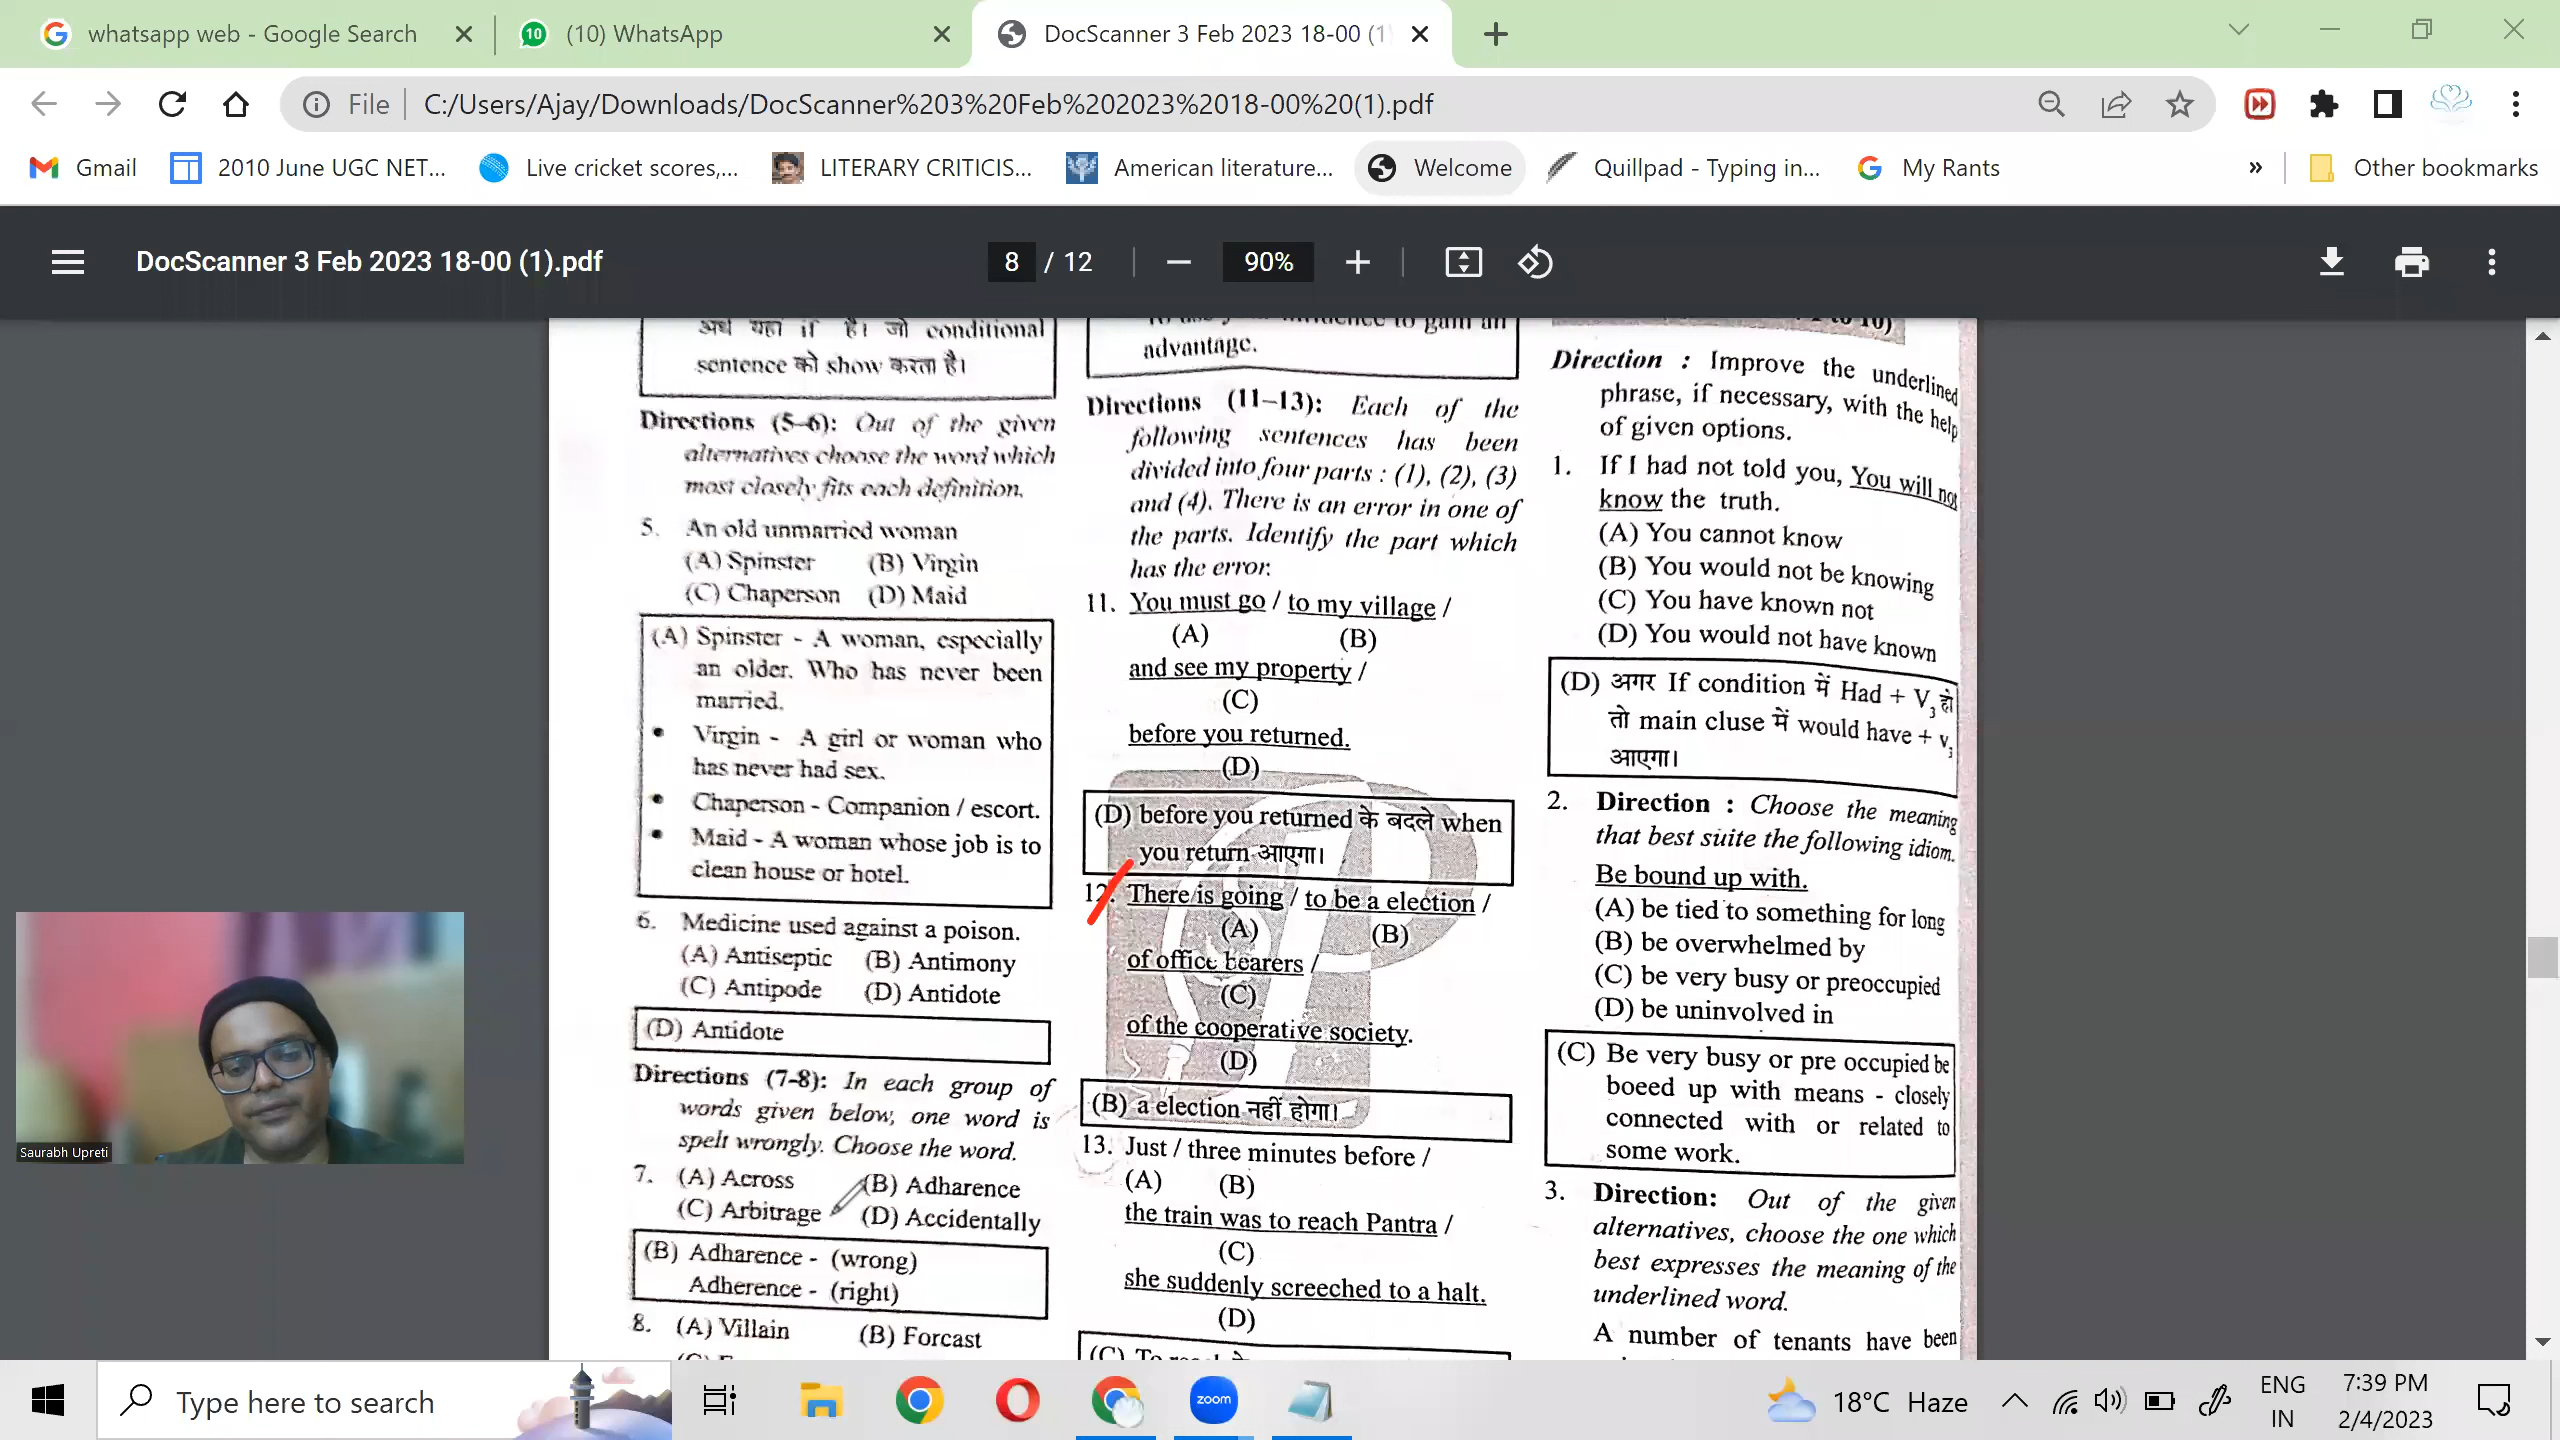 whatsapp web - Google Search
(10) WhatsApp
DocScanner 3 Feb 2023 18-00 (1
File
C:/Users/Ajay/Downloads/DocScanner%203%20Feb%202023%2018-00%20(1).pdf
Gmail
2010 June UGC NET...
Live cricket scores,...
LITERARY CRITICIS...
American literature...
Welcome
Quillpad - Typing in...
My Rants
»
Other bookmarks
DocScanner 3 Feb 2023 18-00 (1).pdf
8 / 12
90%
अर्थ यहां if है। जो conditional
sentence को show करता है।
Directions (5–6): Out of the given
alternatives choose the word which
most closely fits each definition.
5. An old unmarried woman
(A) Spinster (B) Virgin
(C) Chaperson (D) Maid
(A) Spinster - A woman, especially
an older. Who has never been
married.
• Virgin - A girl or woman who
has never had sex.
• Chaperson - Companion / escort.
• Maid - A woman whose job is to
clean house or hotel.
6. Medicine used against a poison.
(A) Antiseptic (B) Antimony
(C) Antipode (D) Antidote
(D) Antidote
Directions (7-8): In each group of
words given below, one word is
spelt wrongly. Choose the word.
7. (A) Across (B) Adharence
(C) Arbitrage (D) Accidentally
(B) Adharence - (wrong)
Adherence - (right)
8. (A) Villain (B) Forcast
to gain an
advantage.
Directions (11–13): Each of the
following sentences has been
divided into four parts : (1), (2), (3)
and (4). There is an error in one of
the parts. Identify the part which
has the error.
11. You must go / to my village /
(A) (B)
and see my property /
(C)
before you returned.
(D)
(D) before you returned के बदले when
you return आएगा।
12. There is going / to be a election /
(A) (B)
of office bearers /
(C)
of the cooperative society.
(D)
(B) a election नहीं होगा।
13. Just / three minutes before /
(A) (B)
the train was to reach Pantra /
(C)
she suddenly screeched to a halt.
(D)
to 10)
Direction : Improve the underlined
phrase, if necessary, with the help
of given options.
1. If I had not told you, You will not
know the truth.
(A) You cannot know
(B) You would not be knowing
(C) You have known not
(D) You would not have known
(D) अगर If condition में Had + V3 हो
तो main cluse में would have + v3
आएगा।
2. Direction : Choose the meaning
that best suite the following idiom.
Be bound up with.
(A) be tied to something for long
(B) be overwhelmed by
(C) be very busy or preoccupied
(D) be uninvolved in
(C) Be very busy or pre occupied be
boeed up with means - closely
connected with or related to
some work.
3. Direction: Out of the given
alternatives, choose the one which
best expresses the meaning of the
underlined word.
A number of tenants have been
Saurabh Upreti
Type here to search
zoom
18°C Haze
ENG
IN
7:39 PM
2/4/2023